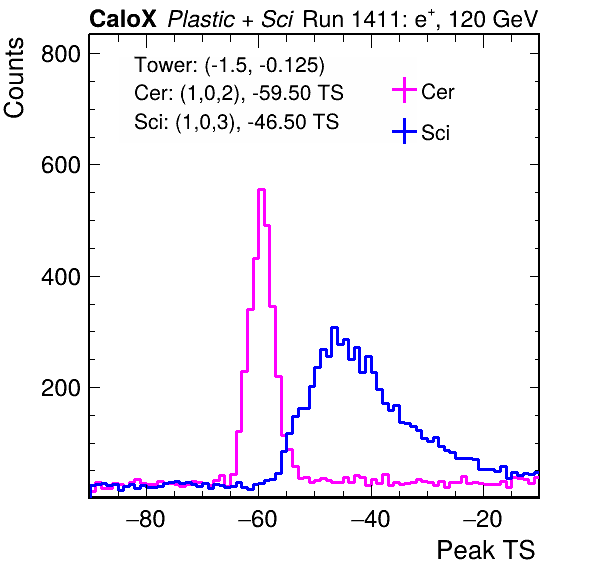 CaloX Plastic + Sci Run 1411: e+, 120 GeV
Counts
800
600
400
200
Tower: (-1.5, -0.125)
Cer: (1,0,2), -59.50 TS
Sci: (1,0,3), -46.50 TS
Cer
Sci
−80 −60 −40 −20
Peak TS